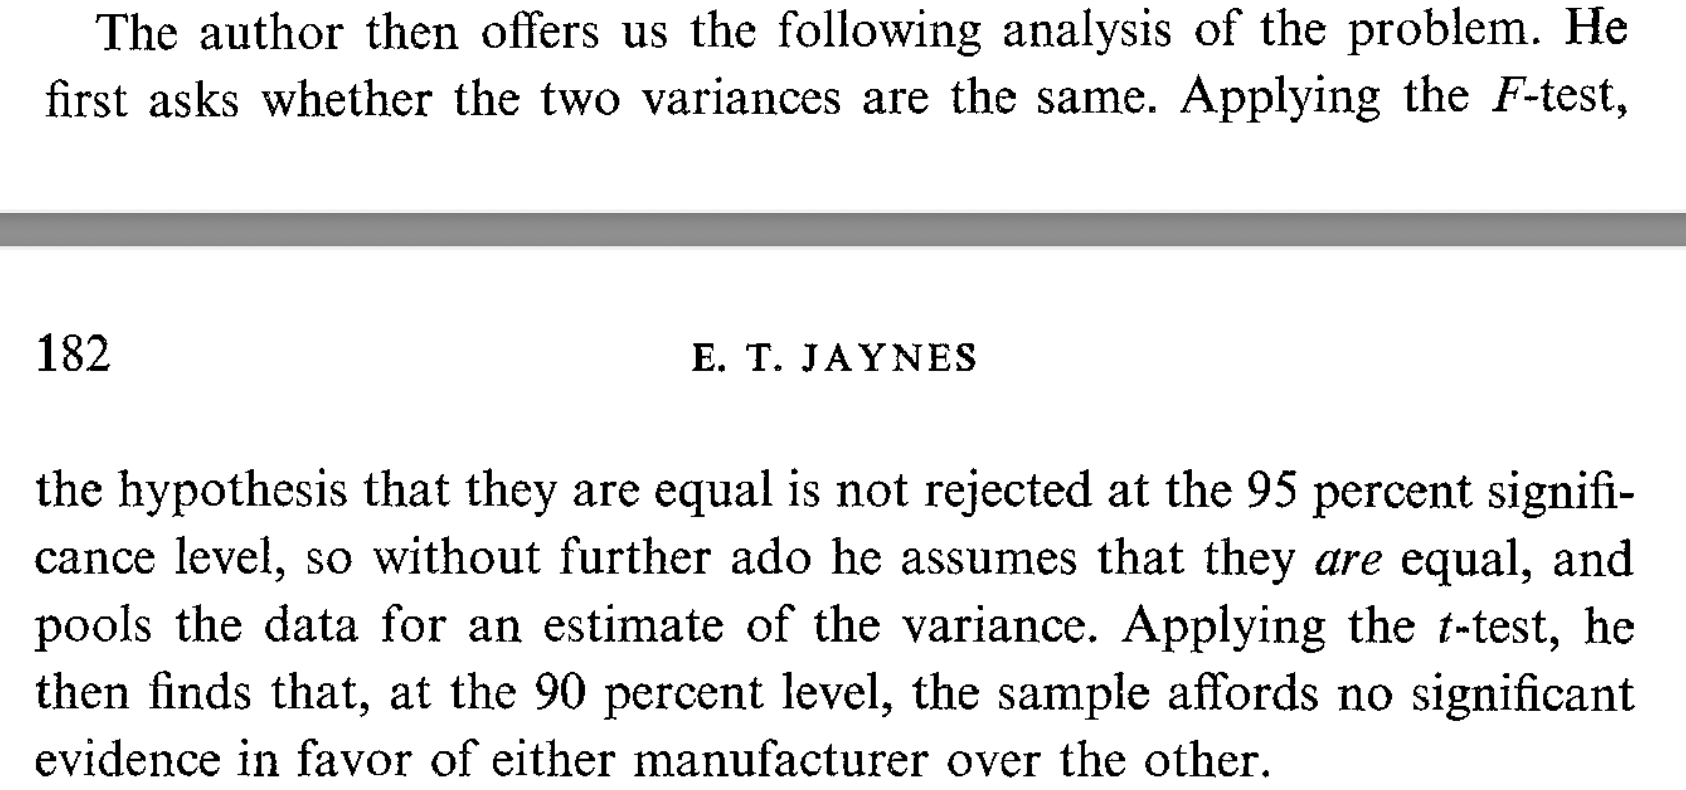 The author then offers us the following analysis of the problem. He
first asks whether the two variances are the same. Applying the F-test,
182
E. T. JAYNES
the hypothesis that they are equal is not rejected at the 95 percent signifi-
cance level, so without further ado he assumes that they are equal, and
pools the data for an estimate of the variance. Applying the t-test, he
then finds that, at the 90 percent level, the sample affords no significant
evidence in favor of either manufacturer over the other.